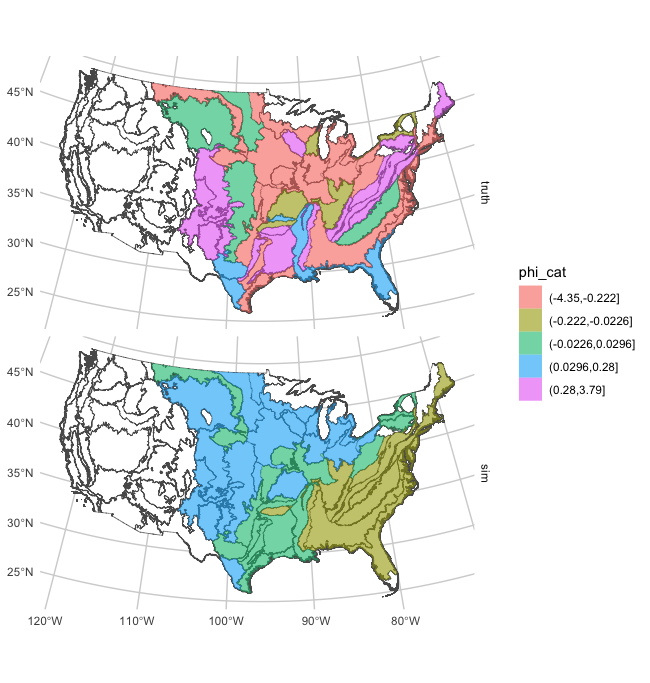 45°N
40°N
35°N
30°N
25°N
truth
45°N
40°N
35°N
30°N
25°N
sim
120°W
110°W
100°W
90°W
80°W
phi_cat
(-4.35,-0.222]
(-0.222,-0.0226]
(-0.0226,0.0296]
(0.0296,0.28]
(0.28,3.79]